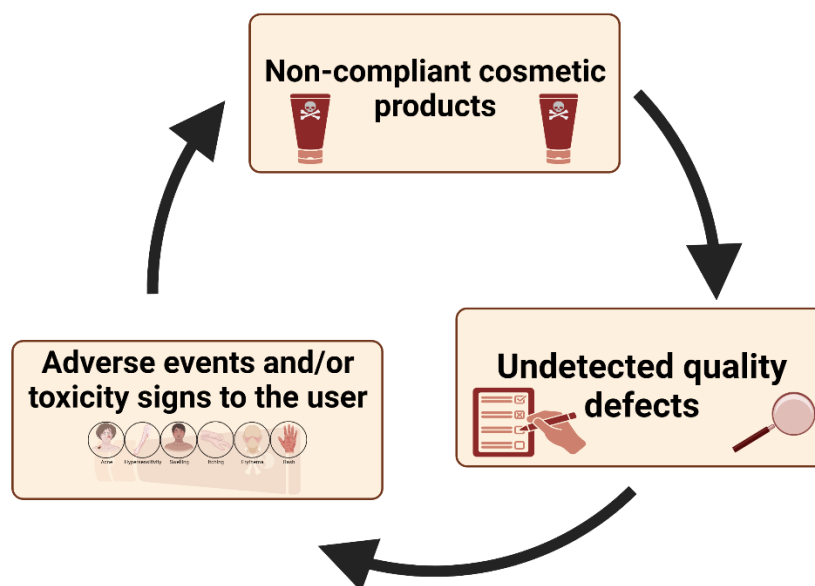 Non-compliant cosmetic
products
Undetected quality
defects
Adverse events and/or
toxicity signs to the user
Acne Hypersensitivity Swelling Itching Erythema Rash